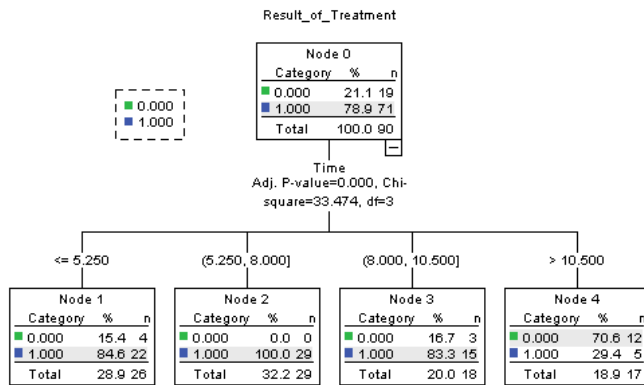 Result_of_Treatment
Node 0
Category % n
0.000 21.1 19
1.000 78.9 71
Total 100.0 90
0.000
1.000
Time
Adj. P-value=0.000, Chi-
square=33.474, df=3
<= 5.250
(5.250, 8.000]
(8.000, 10.500]
> 10.500
Node 1
Category % n
0.000 15.4 4
1.000 84.6 22
Total 28.9 26
Node 2
Category % n
0.000 0.0 0
1.000 100.0 29
Total 32.2 29
Node 3
Category % n
0.000 16.7 3
1.000 83.3 15
Total 20.0 18
Node 4
Category % n
0.000 70.6 12
1.000 29.4 5
Total 18.9 17